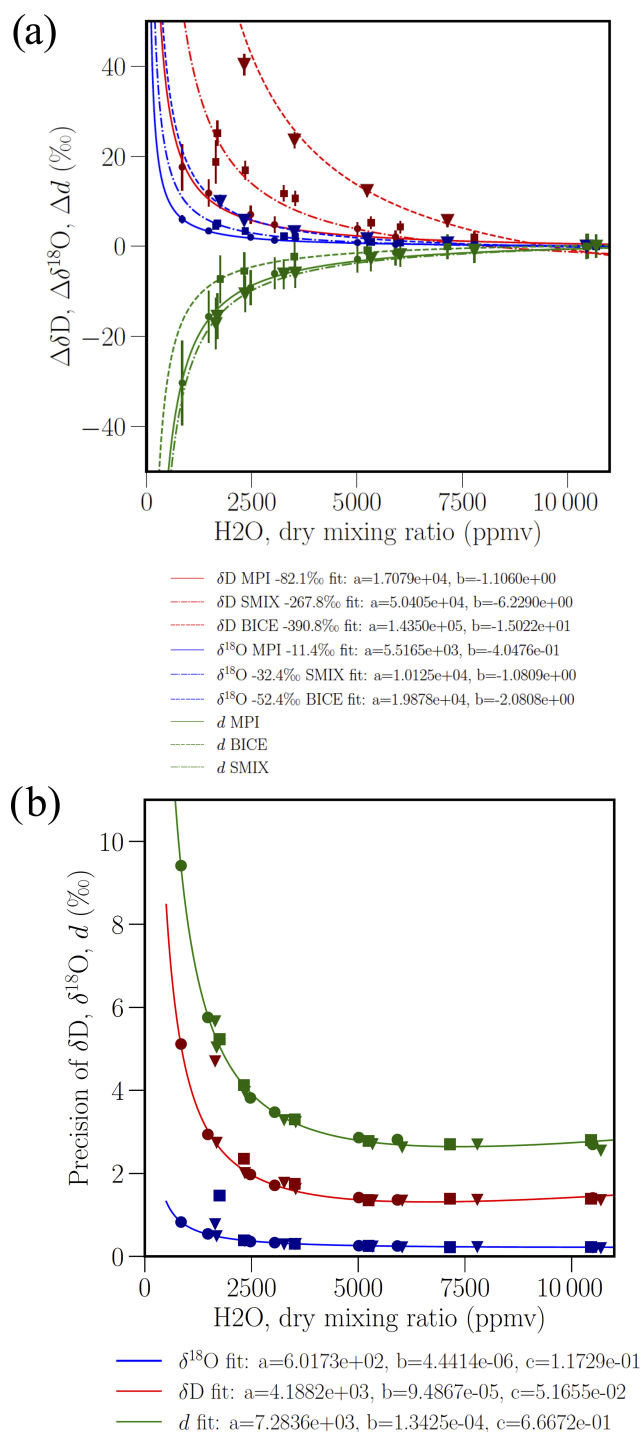 (a)
ΔδD, Δδ¹⁸O, Δd (‰)
40
20
0
−20
−40
0 2500 5000 7500 10 000
H2O, dry mixing ratio (ppmv)
δD MPI -82.1‰ fit: a=1.7079e+04, b=-1.1060e+00
δD SMIX -267.8‰ fit: a=5.0405e+04, b=-6.2290e+00
δD BICE -390.8‰ fit: a=1.4350e+05, b=-1.5022e+01
δ¹⁸O MPI -11.4‰ fit: a=5.5165e+03, b=-4.0476e-01
δ¹⁸O -32.4‰ SMIX fit: a=1.0125e+04, b=-1.0809e+00
δ¹⁸O -52.4‰ BICE fit: a=1.9878e+04, b=-2.0808e+00
d MPI
d BICE
d SMIX
(b)
Precision of δD, δ¹⁸O, d (‰)
10
8
6
4
2
0
0 2500 5000 7500 10 000
H2O, dry mixing ratio (ppmv)
δ¹⁸O fit: a=6.0173e+02, b=4.4414e-06, c=1.1729e-01
δD fit: a=4.1882e+03, b=9.4867e-05, c=5.1655e-02
d fit: a=7.2836e+03, b=1.3425e-04, c=6.6672e-01